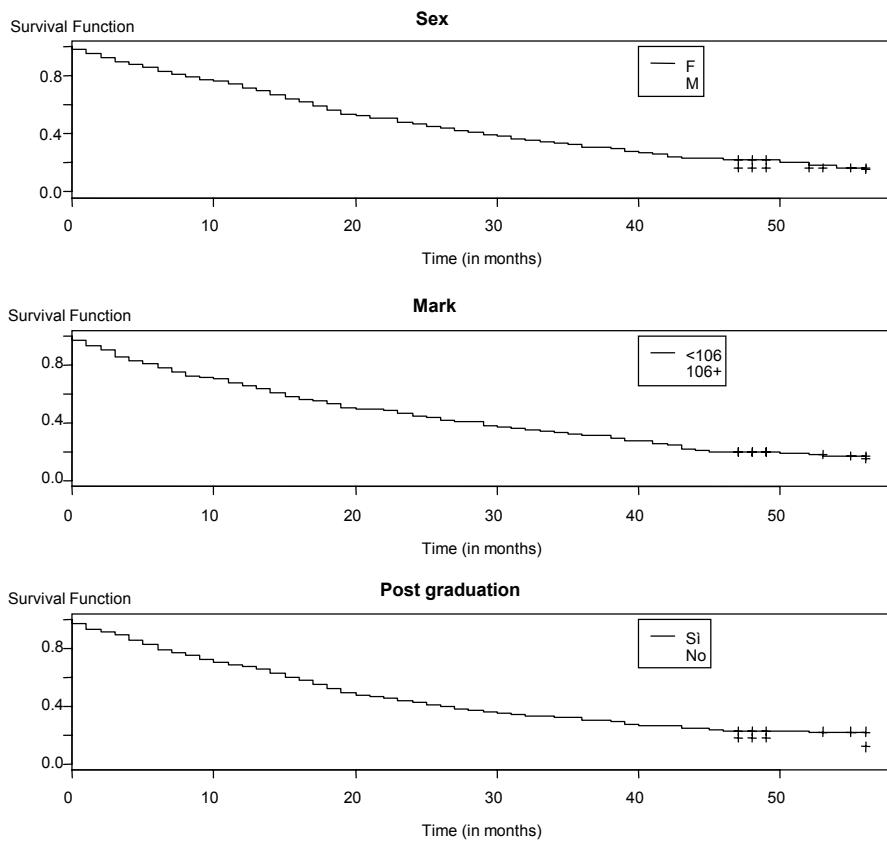 Sex
Survival Function
F
M
0.8
0.4
0.0
0 10 20 30 40 50
Time (in months)
Mark
Survival Function
<106
106+
0.8
0.4
0.0
0 10 20 30 40 50
Time (in months)
Post graduation
Survival Function
Sì
No
0.8
0.4
0.0
0 10 20 30 40 50
Time (in months)